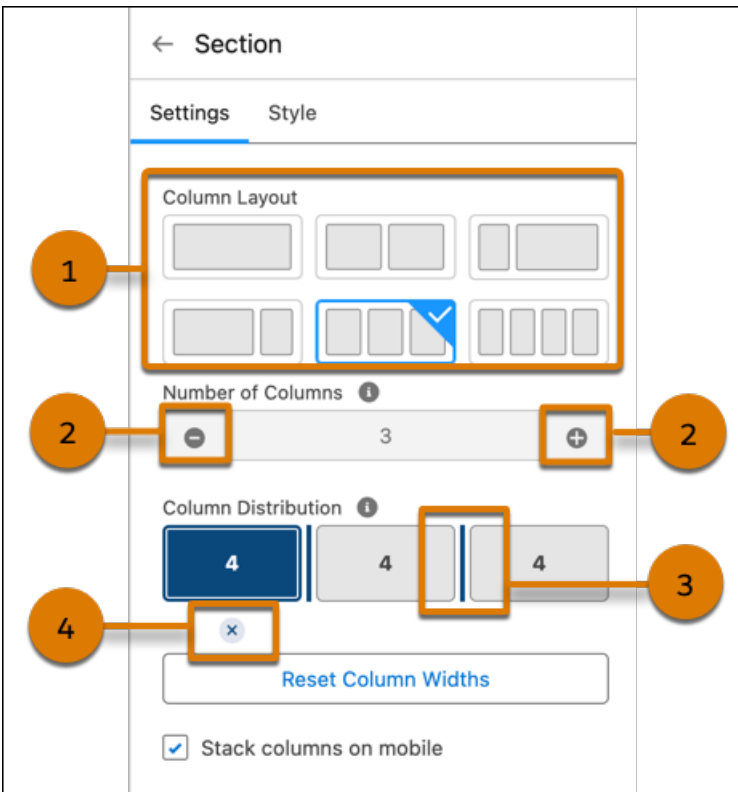 ← Section
Settings Style
Column Layout
1
Number of Columns
2 3 2
Column Distribution
4 4 4
3
4
Reset Column Widths
Stack columns on mobile